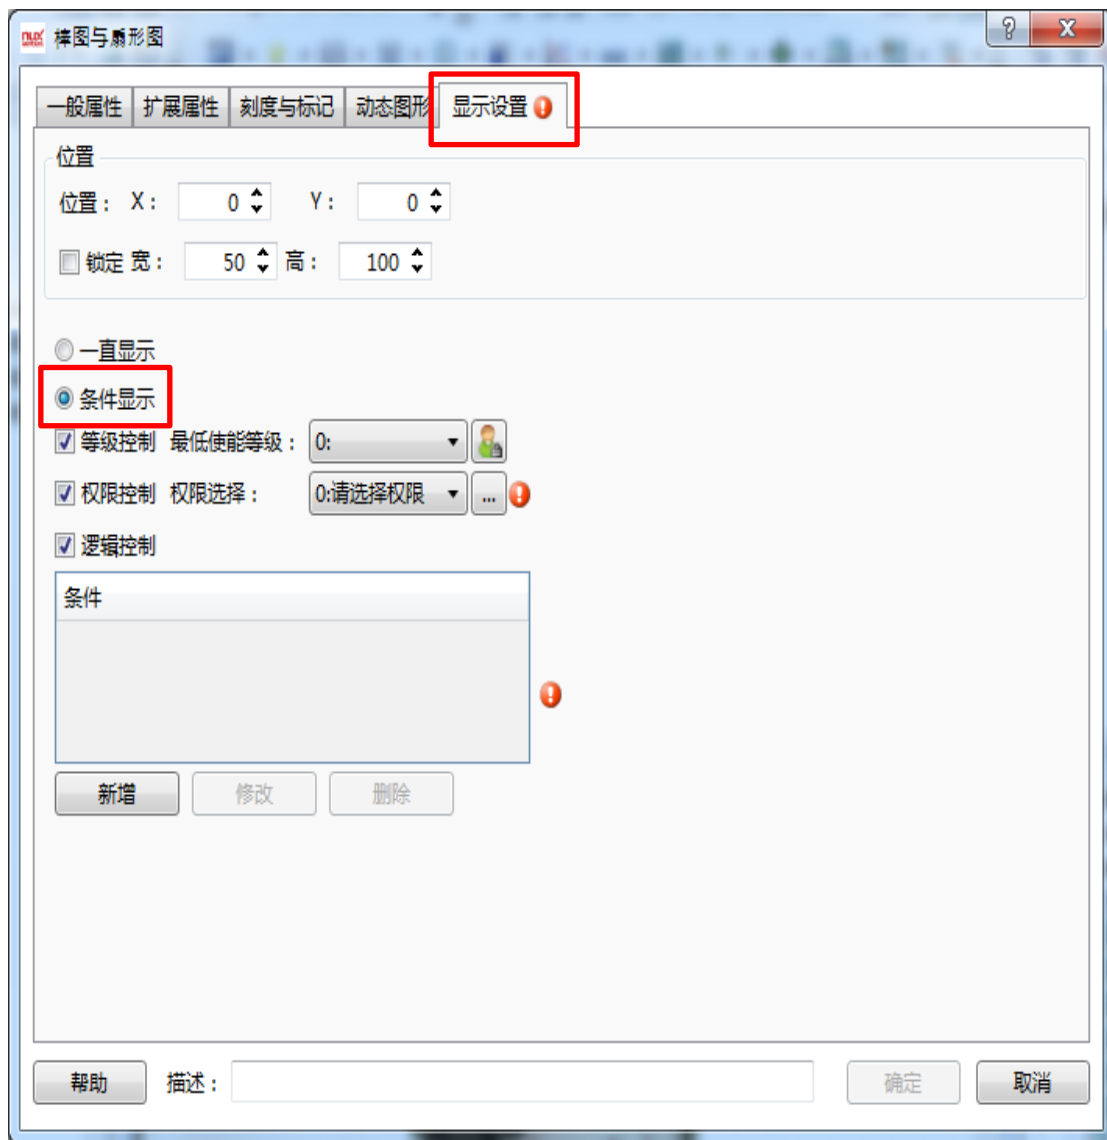 棒图与扇形图
一般属性 扩展属性 刻度与标记 动态图形 显示设置
位置
位置： X： 0 Y： 0
锁定 宽： 50 高： 100
一直显示
条件显示
等级控制 最低使能等级： 0:
权限控制 权限选择： 0:请选择权限 ...
逻辑控制
条件
新增 修改 删除
帮助 描述： 确定 取消